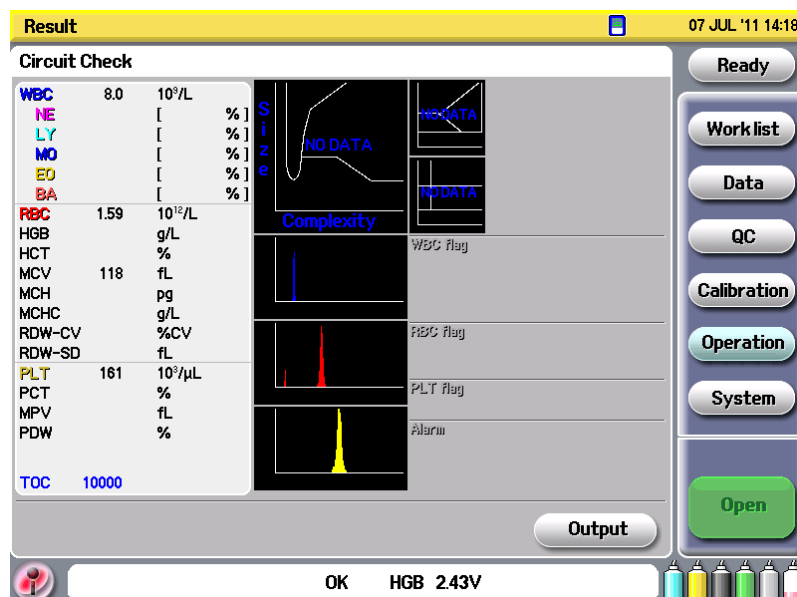 Result
07 JUL '11 14:18
Circuit Check
Ready
WBC 8.0 10³/L
NE [ % ]
LY [ % ]
MO [ % ]
EO [ % ]
BA [ % ]
RBC 1.59 10¹²/L
HGB g/L
HCT %
MCV 118 fL
MCH pg
MCHC g/L
RDW-CV %CV
RDW-SD fL
PLT 161 10³/µL
PCT %
MPV fL
PDW %
TOC 10000
Size
NO DATA
Complexity
NO DATA
NO DATA
WBC flag
RBC flag
PLT flag
Alarm
Work list
Data
QC
Calibration
Operation
System
Open
Output
OK HGB 2.43V